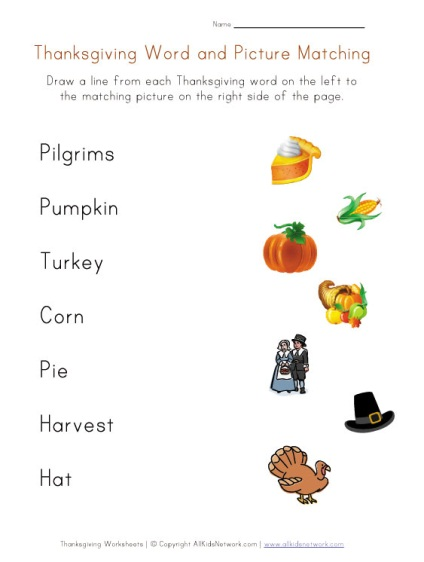 Name
Thanksgiving Word and Picture Matching
Draw a line from each Thanksgiving word on the left to
the matching picture on the right side of the page.
Pilgrims
Pumpkin
Turkey
Corn
Pie
Harvest
Hat
Thanksgiving Worksheets | © Copyright AllKidsNetwork.com | www.allkidsnetwork.com